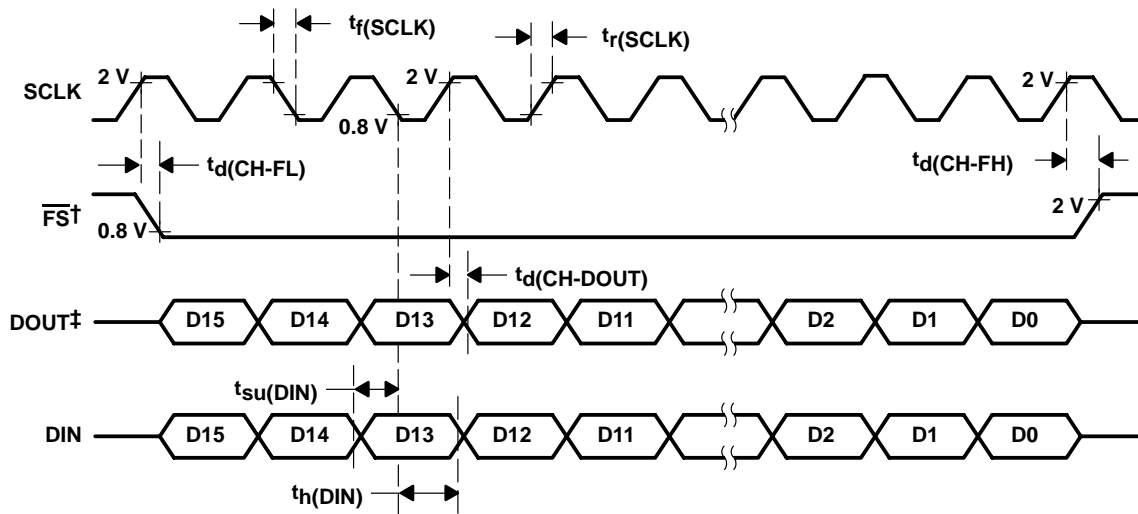 tf(SCLK)
tr(SCLK)
SCLK
2 V
2 V
0.8 V
2 V
td(CH-FL)
td(CH-FH)
FS†
0.8 V
2 V
td(CH-DOUT)
DOUT‡
D15 D14 D13 D12 D11 D2 D1 D0
tsu(DIN)
DIN
D15 D14 D13 D12 D11 D2 D1 D0
th(DIN)